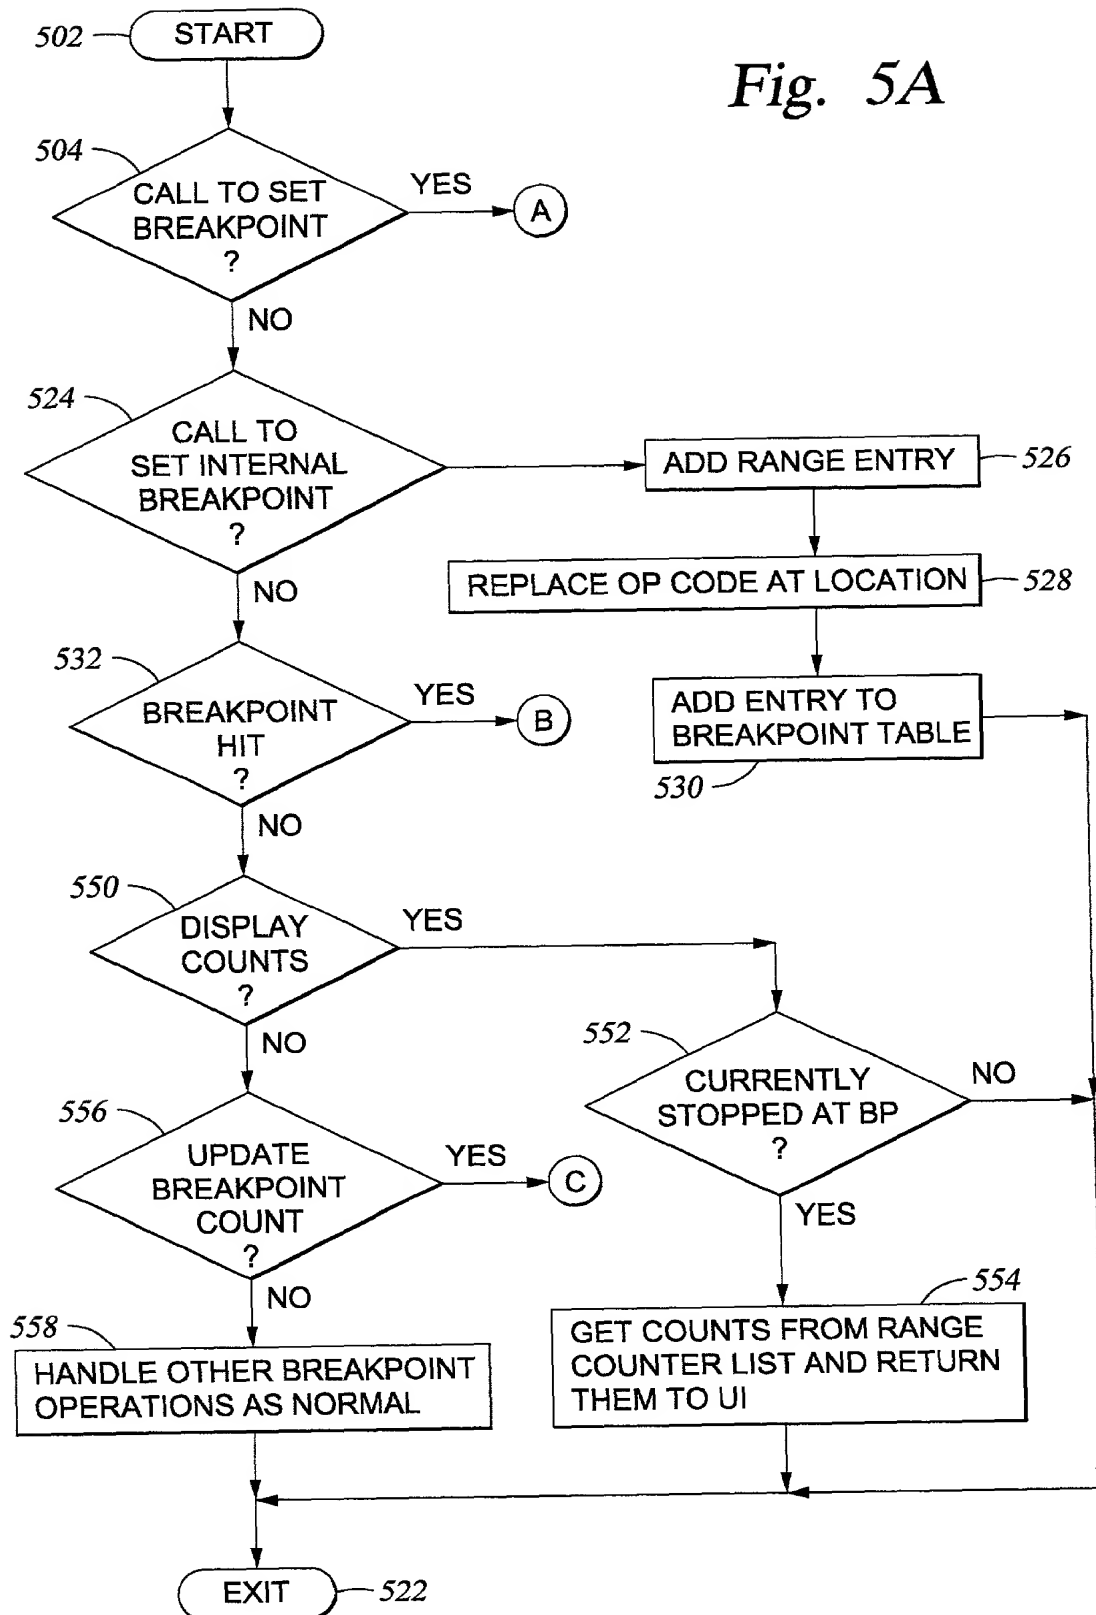 Fig. 5A
502
START
504
CALL TO SET
BREAKPOINT
?
YES
A
NO
524
CALL TO
SET INTERNAL
BREAKPOINT
?
ADD RANGE ENTRY
526
REPLACE OP CODE AT LOCATION
528
ADD ENTRY TO
BREAKPOINT TABLE
530
NO
532
BREAKPOINT
HIT
?
YES
B
NO
550
DISPLAY
COUNTS
?
YES
552
CURRENTLY
STOPPED AT BP
?
NO
YES
554
GET COUNTS FROM RANGE
COUNTER LIST AND RETURN
THEM TO UI
NO
556
UPDATE
BREAKPOINT
COUNT
?
YES
C
NO
558
HANDLE OTHER BREAKPOINT
OPERATIONS AS NORMAL
EXIT
522